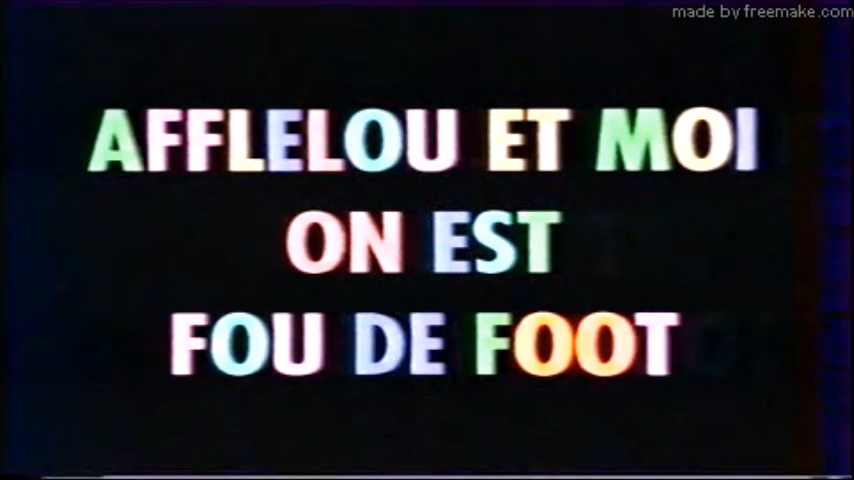 made by freemake.com
AFFLELOU ET MOI
ON EST
FOU DE FOOT